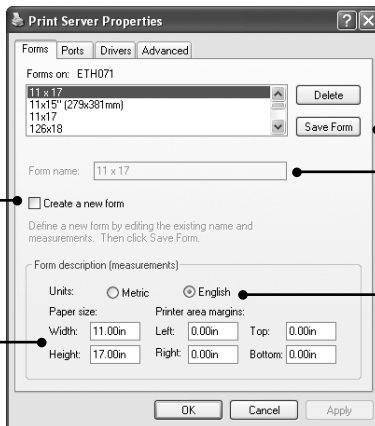 Print Server Properties
Forms Ports Drivers Advanced
Forms on: ETH071
11 x 17
11x15" (279x381mm)
11x17
126x18
Delete
Save Form
Form name: 11 x 17
Create a new form
Define a new form by editing the existing name and
measurements. Then click Save Form.
Form description (measurements)
Units: Metric English
Paper size: Printer area margins:
Width: 11.00in Left: 0.00in Top: 0.00in
Height: 17.00in Right: 0.00in Bottom: 0.00in
OK Cancel Apply